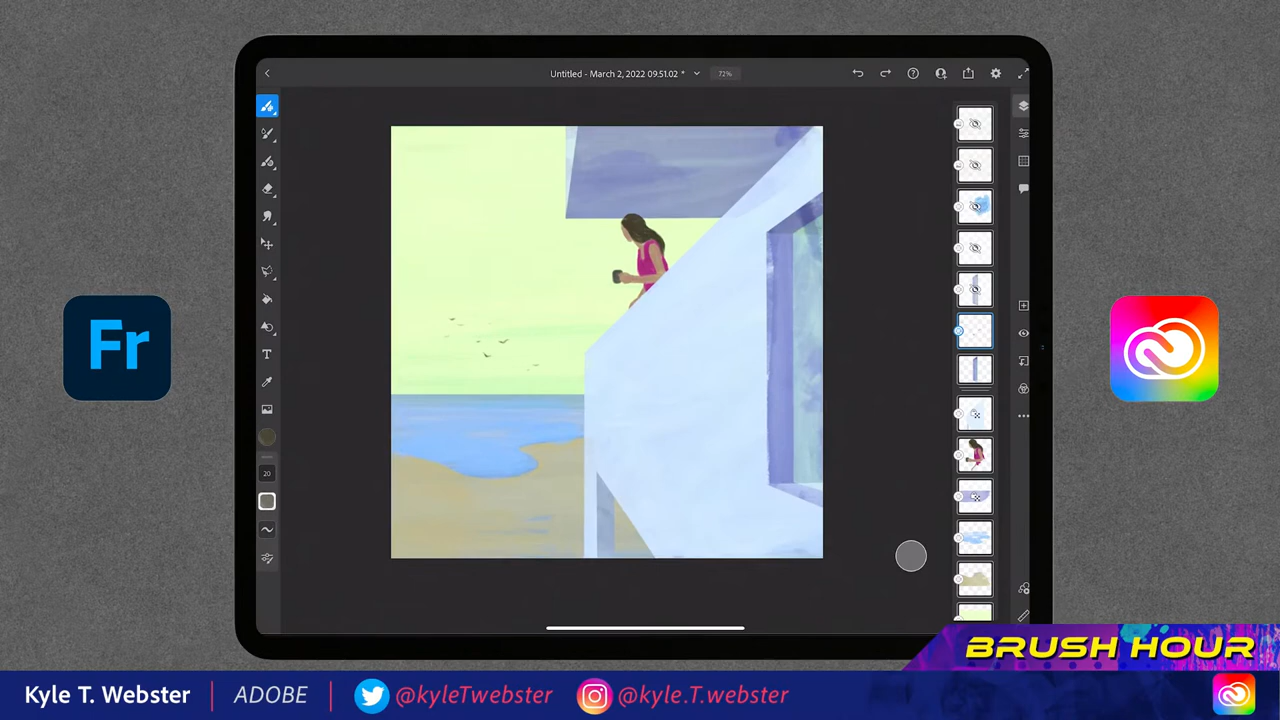 Untitled - March 2, 2022 09.51.02 *
72%
T
20
Fr
BRUSH HOUR
Kyle T. Webster | ADOBE | @kyleTwebster @kyle.T.webster